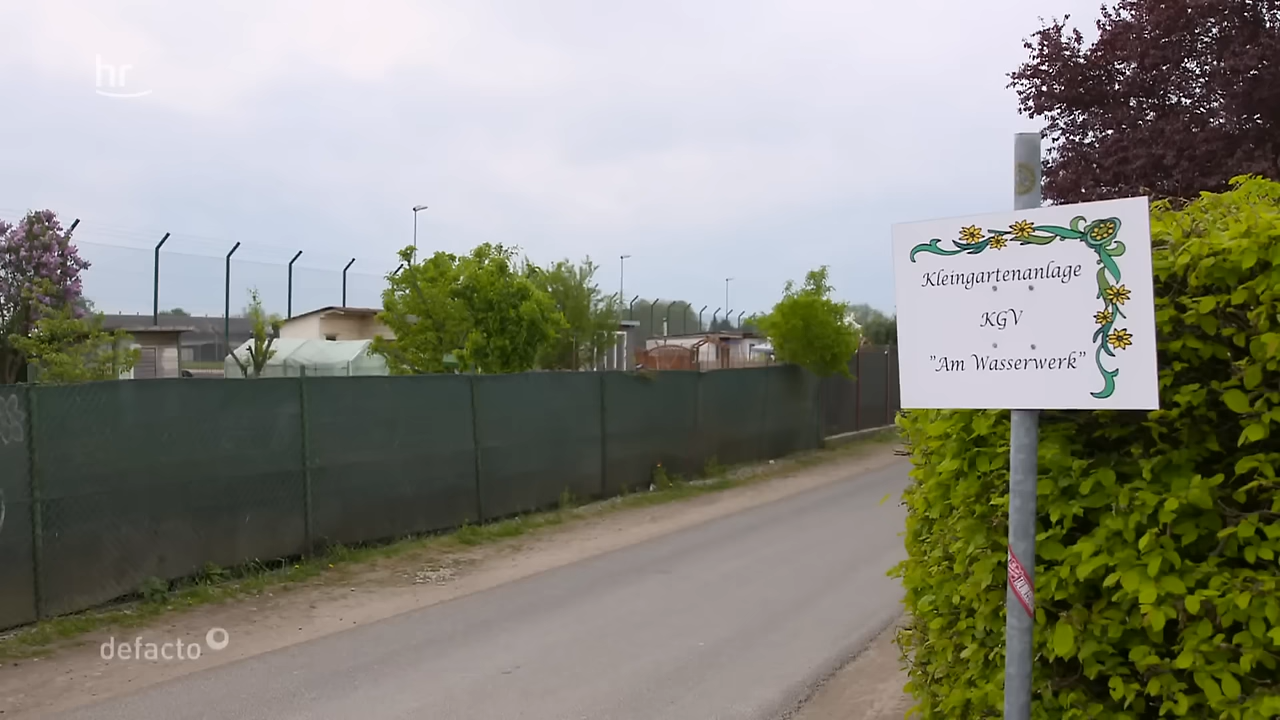 hr
Kleingartenanlage
KGV
"Am Wasserwerk"
defacto